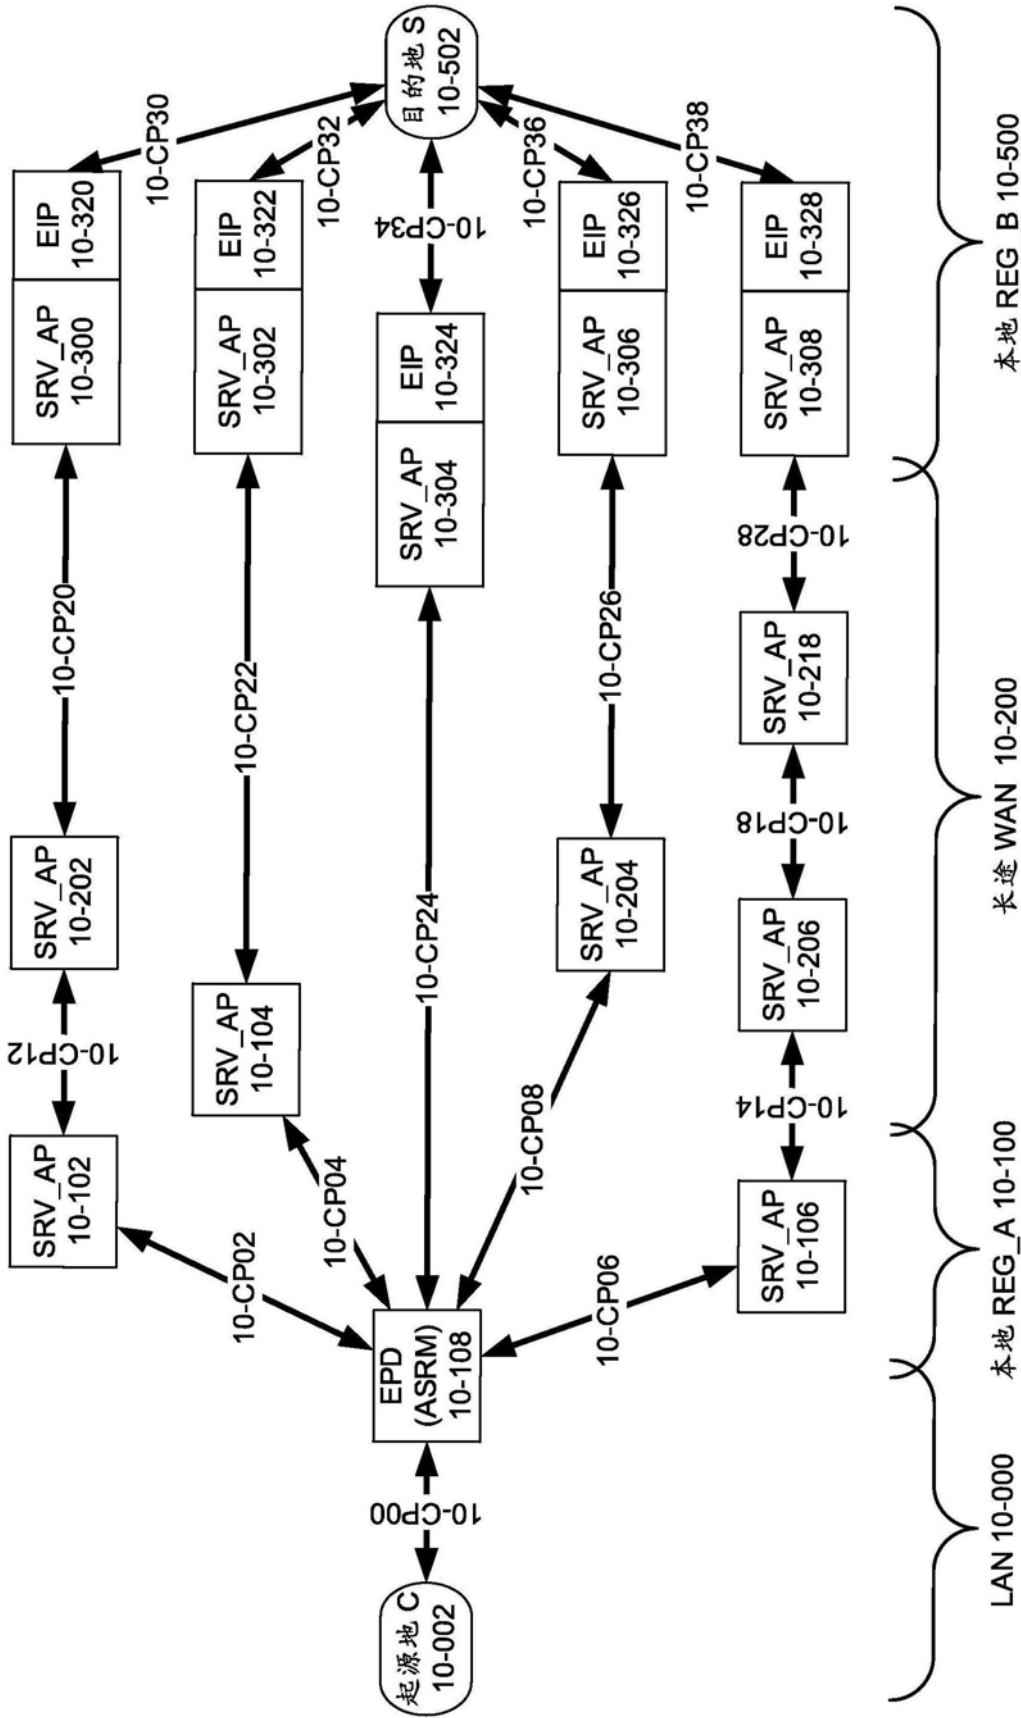 起源地 C
10-002
10-CP00
EPD
(ASRM)
10-108
10-CP02
10-CP04
10-CP24
10-CP08
10-CP06
SRV_AP
10-102
10-CP12
SRV_AP
10-202
10-CP20
SRV_AP
10-300
EIP
10-320
10-CP30
SRV_AP
10-104
10-CP22
SRV_AP
10-302
EIP
10-322
10-CP32
SRV_AP
10-304
EIP
10-324
10-CP34
目的地 S
10-502
SRV_AP
10-204
10-CP26
SRV_AP
10-306
EIP
10-326
10-CP36
SRV_AP
10-106
10-CP14
SRV_AP
10-206
10-CP18
SRV_AP
10-218
10-CP28
SRV_AP
10-308
EIP
10-328
10-CP38
LAN 10-000
本地 REG_A 10-100
长途 WAN 10-200
本地 REG B 10-500